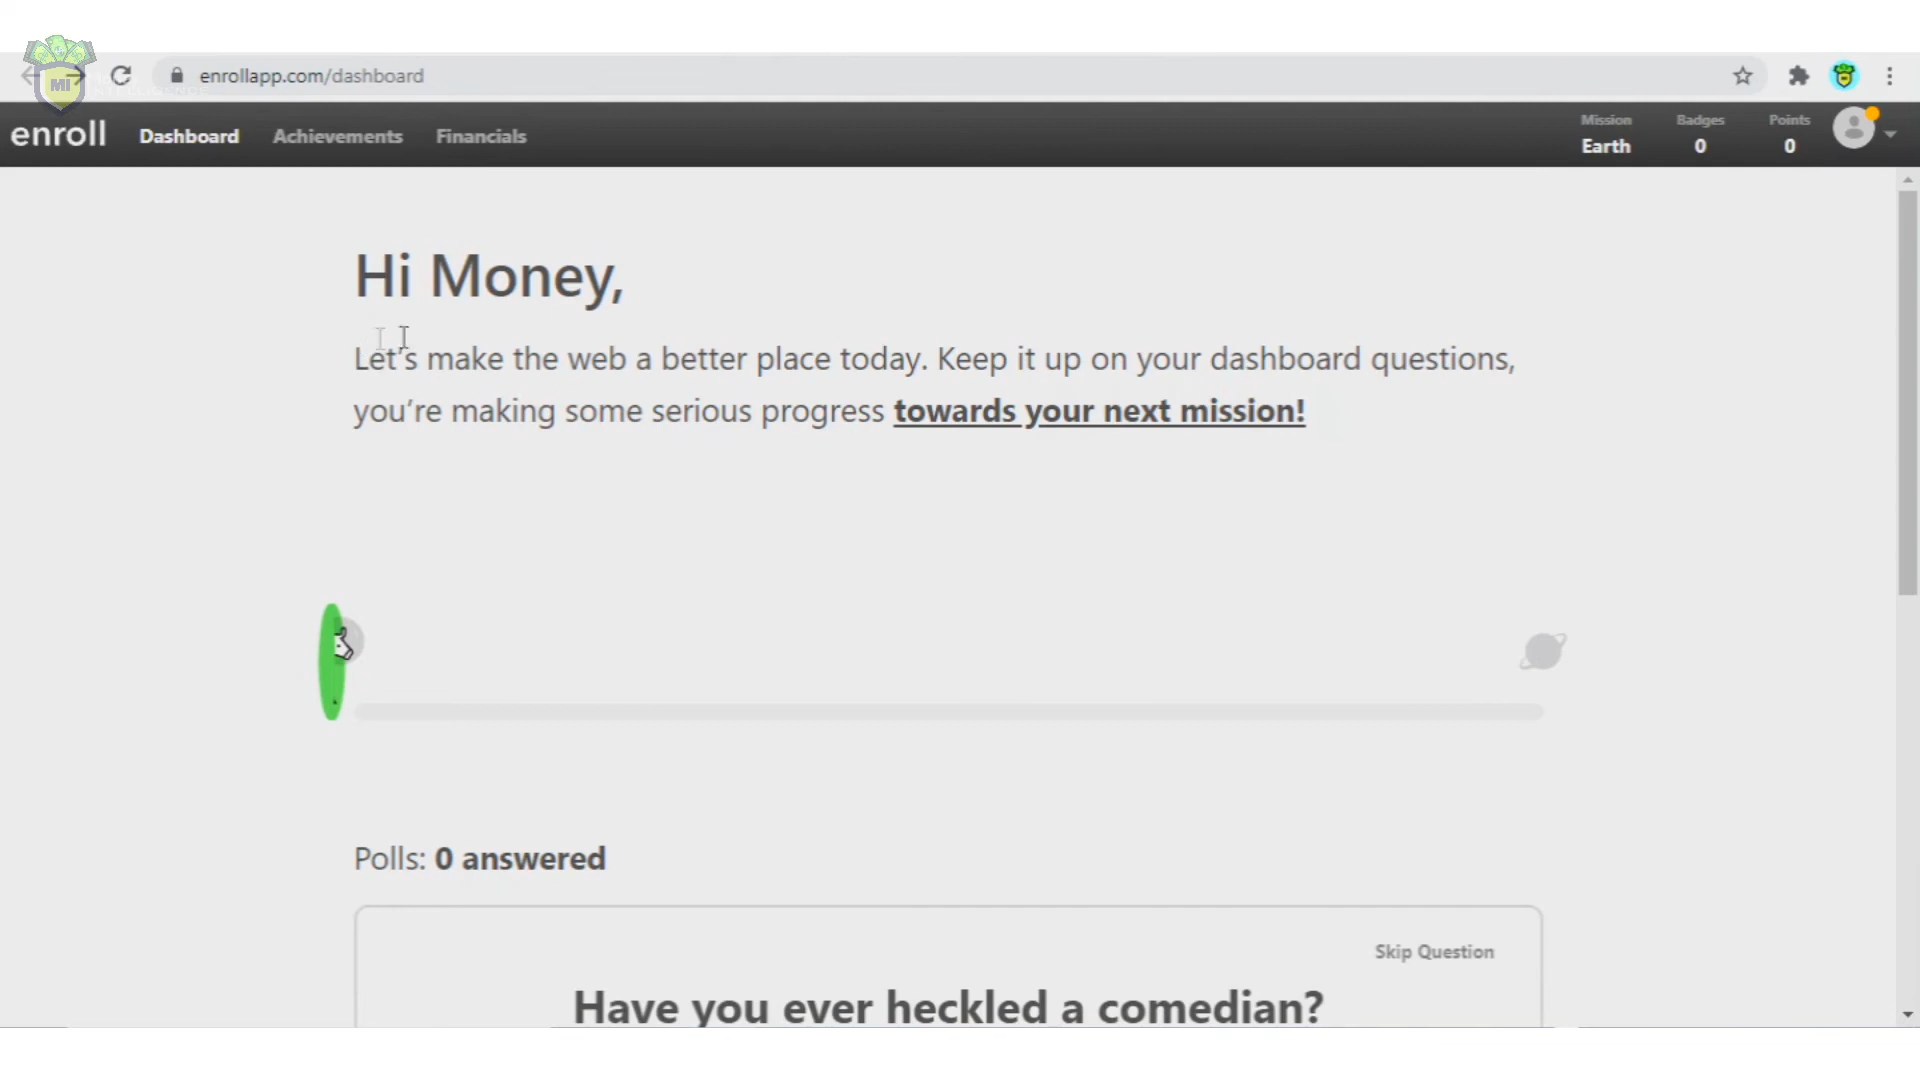 MI
enrollapp.com/dashboard
enroll Dashboard Achievements Financials
Mission Badges Points
Earth 0 0
Hi Money,
Let's make the web a better place today. Keep it up on your dashboard questions,
you're making some serious progress towards your next mission!
Polls: 0 answered
Skip Question
Have you ever heckled a comedian?